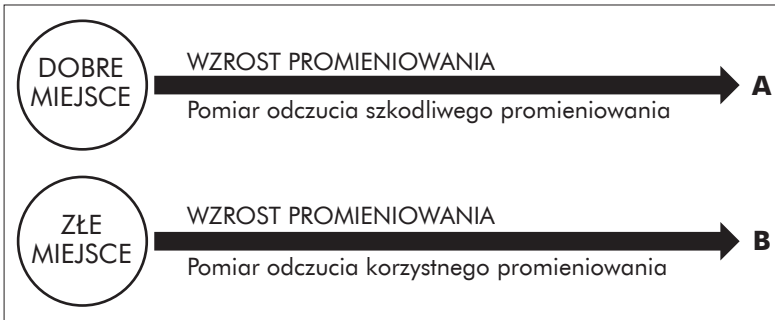 DOBRE
MIEJSCE
WZROST PROMIENIOWANIA
Pomiar odczucia szkodliwego promieniowania
A
ZŁE
MIEJSCE
WZROST PROMIENIOWANIA
Pomiar odczucia korzystnego promieniowania
B